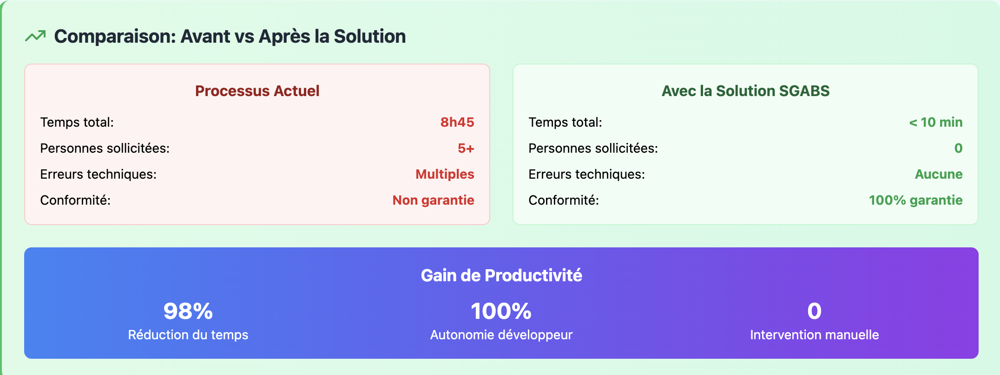 Comparaison: Avant vs Après la Solution
Processus Actuel
Temps total: 8h45
Personnes sollicitées: 5+
Erreurs techniques: Multiples
Conformité: Non garantie
Avec la Solution SGABS
Temps total: < 10 min
Personnes sollicitées: 0
Erreurs techniques: Aucune
Conformité: 100% garantie
Gain de Productivité
98%
Réduction du temps
100%
Autonomie développeur
0
Intervention manuelle